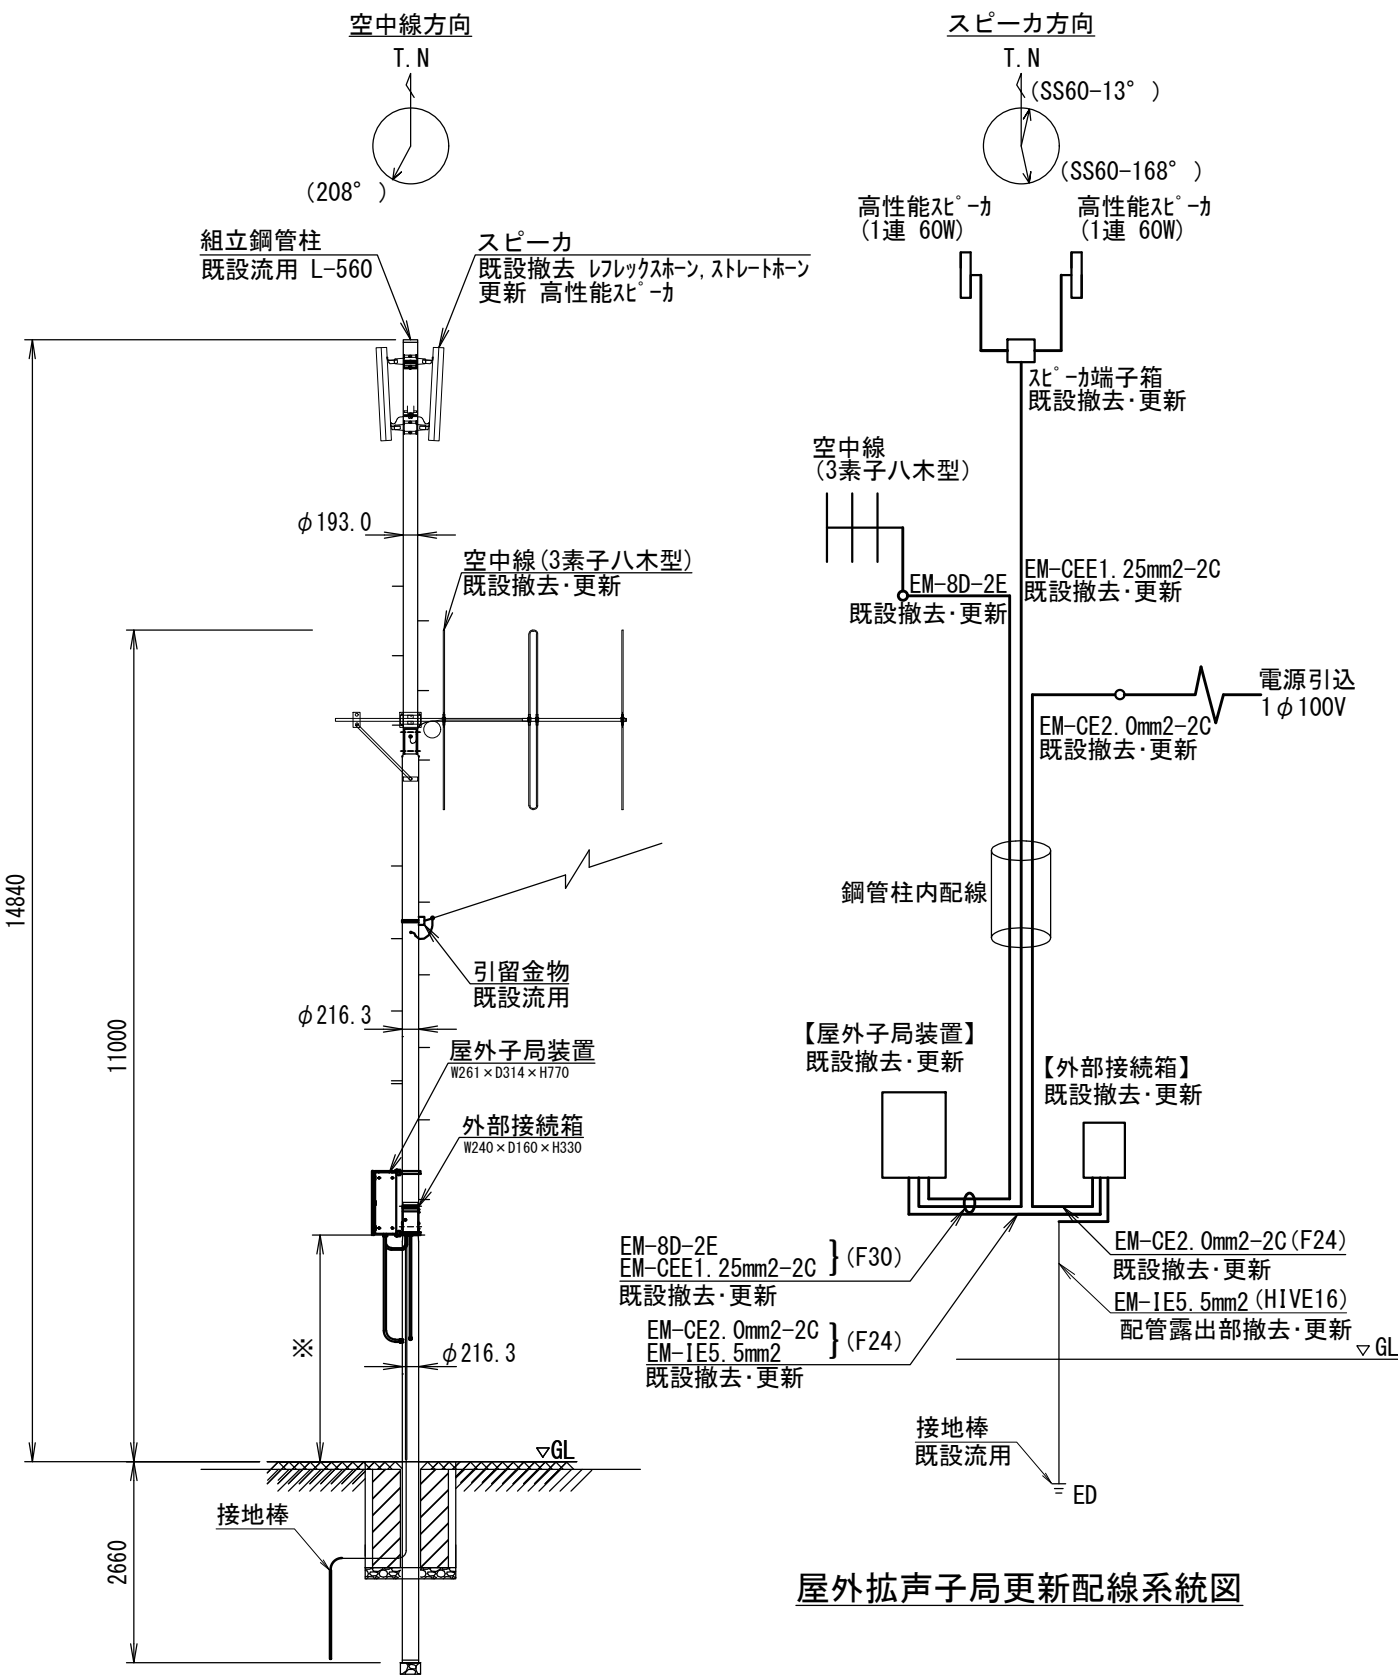 空中線方向
T.N
(208°)
スピーカ方向
T.N
(SS60-13°)
(SS60-168°)
組立鋼管柱
既設流用 L-560
スピーカ
既設撤去 ﾚﾌﾚｯｸｽﾎｰﾝ,ｽﾄﾚｰﾄﾎｰﾝ
更新 高性能ｽﾋﾟｰｶ
φ193.0
空中線(3素子八木型)
既設撤去・更新
14840
11000
引留金物
既設流用
φ216.3
屋外子局装置
W261×D314×H770
外部接続箱
W240×D160×H330
※
φ216.3
▽GL
接地棒
2660
高性能ｽﾋﾟｰｶ
(1連 60W)
高性能ｽﾋﾟｰｶ
(1連 60W)
ｽﾋﾟｰｶ端子箱
既設撤去・更新
空中線
(3素子八木型)
EM-8D-2E
既設撤去・更新
EM-CEE1.25mm2-2C
既設撤去・更新
電源引込
1φ100V
EM-CE2.0mm2-2C
既設撤去・更新
鋼管柱内配線
【屋外子局装置】
既設撤去・更新
【外部接続箱】
既設撤去・更新
EM-8D-2E
EM-CEE1.25mm2-2C } (F30)
既設撤去・更新
EM-CE2.0mm2-2C
EM-IE5.5mm2 } (F24)
既設撤去・更新
EM-CE2.0mm2-2C(F24)
既設撤去・更新
EM-IE5.5mm2(HIVE16)
配管露出部撤去・更新
▽GL
接地棒
既設流用
ED
屋外拡声子局更新配線系統図